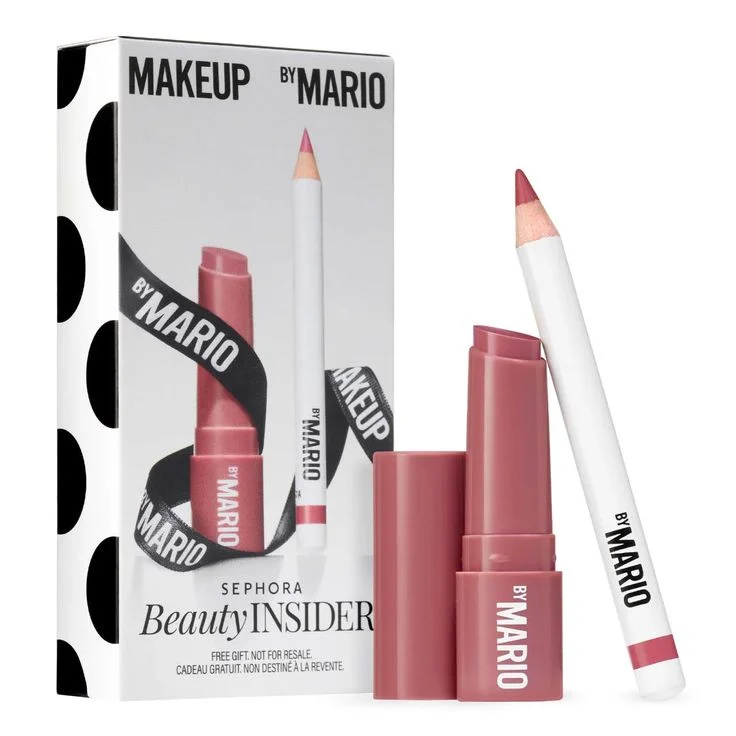 MAKEUP BY MARIO
BY MARIO
MAKEUP
BY MARIO
BY MARIO
BY MARIO
SEPHORA
Beauty INSIDER
FREE GIFT. NOT FOR RESALE.
CADEAU GRATUIT. NON DESTINÉ À LA REVENTE.
BY MARIO
BY MARIO